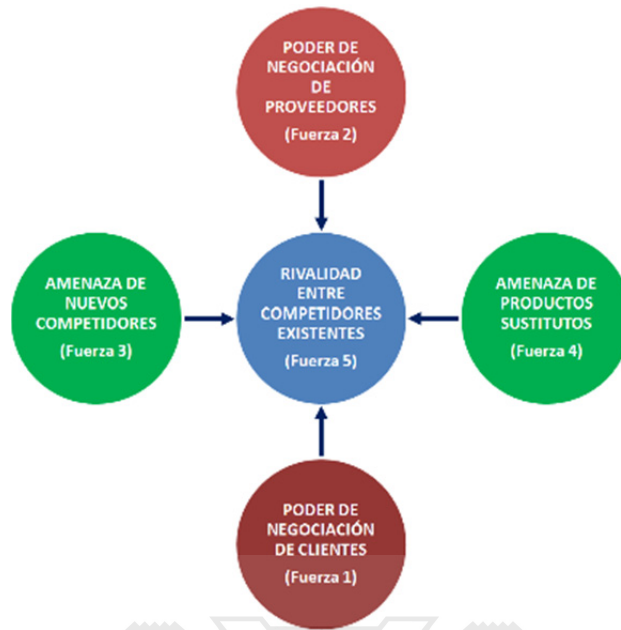 PODER DE
NEGOCIACIÓN
DE
PROVEEDORES
(Fuerza 2)
AMENAZA DE
NUEVOS
COMPETIDORES
(Fuerza 3)
RIVALIDAD
ENTRE
COMPETIDORES
EXISTENTES
(Fuerza 5)
AMENAZA DE
PRODUCTOS
SUSTITUTOS
(Fuerza 4)
PODER DE
NEGOCIACIÓN
DE CLIENTES
(Fuerza 1)